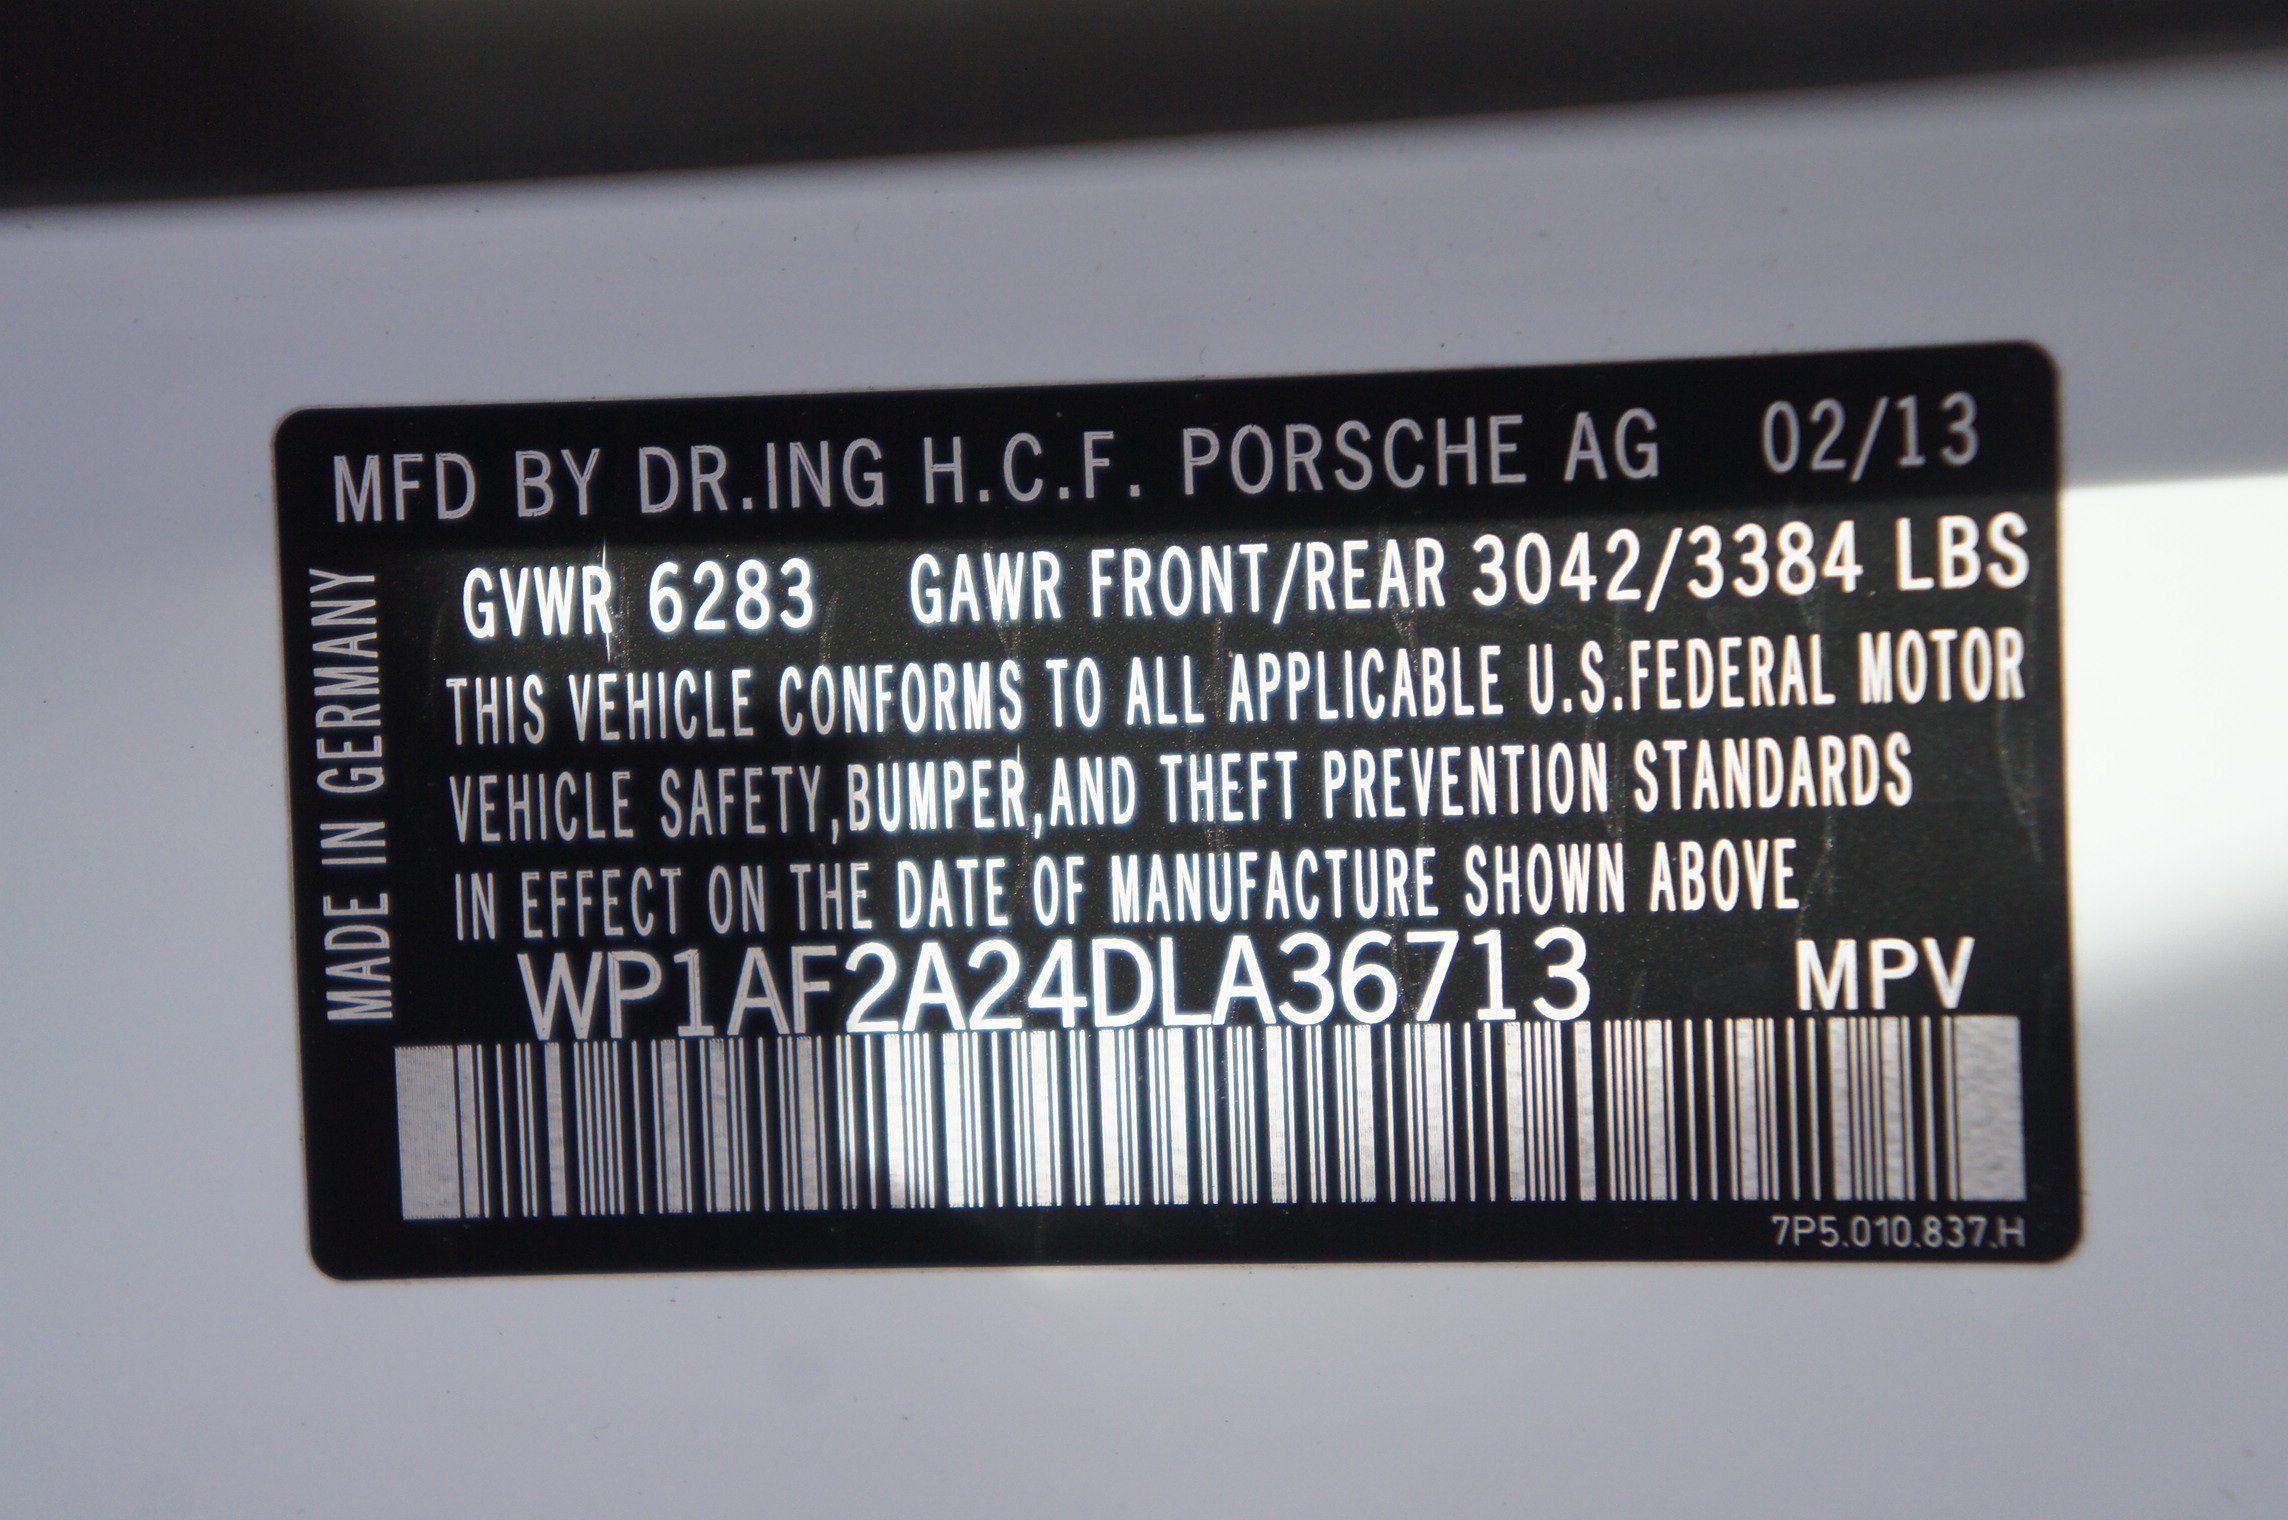 MFD BY DR.ING H.C.F. PORSCHE AG 02/13
GVWR 6283 GAWR FRONT/REAR 3042/3384 LBS
THIS VEHICLE CONFORMS TO ALL APPLICABLE U.S.FEDERAL MOTOR
VEHICLE SAFETY,BUMPER,AND THEFT PREVENTION STANDARDS
IN EFFECT ON THE DATE OF MANUFACTURE SHOWN ABOVE
WP1AF2A24DLA36713 MPV
7P5.010.837.H
MADE IN GERMANY